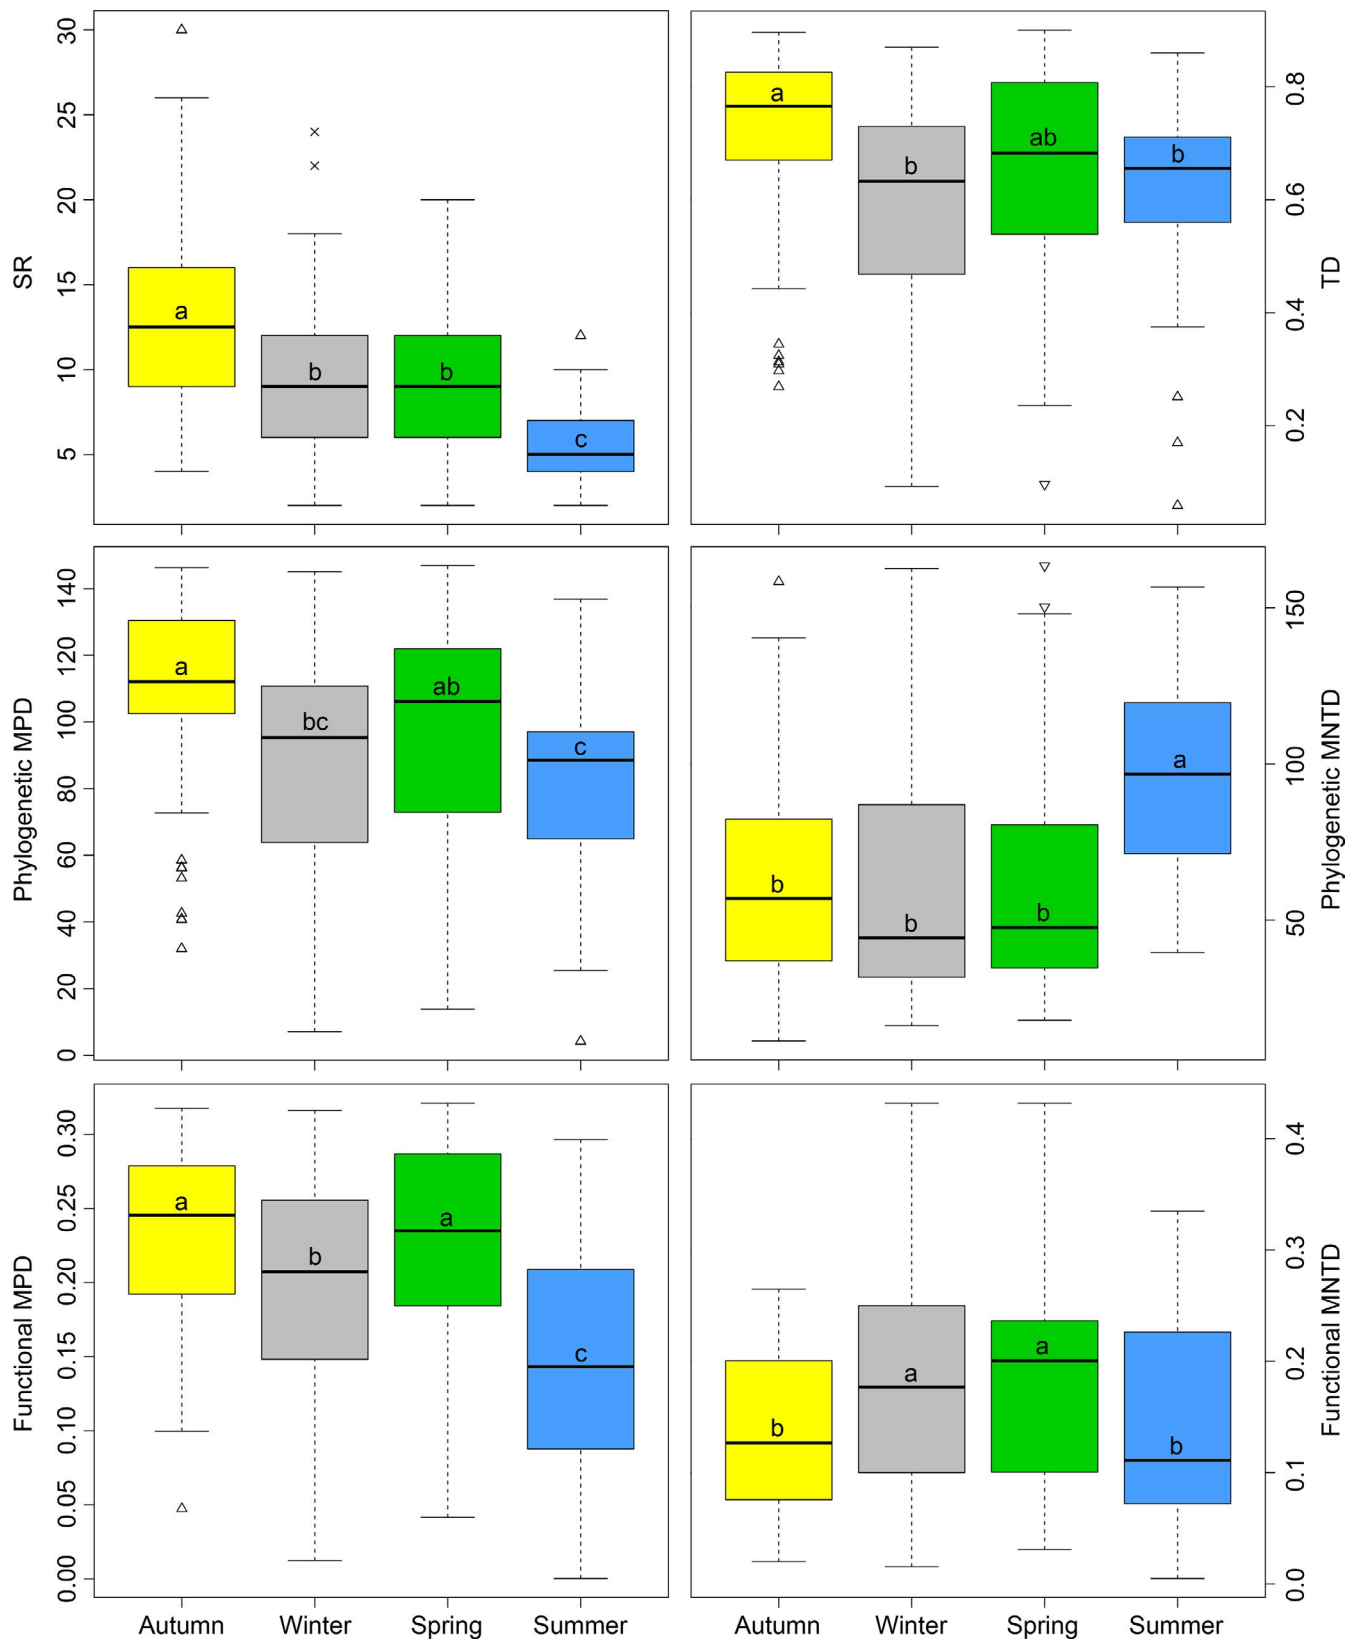 SR
30
25
20
15
10
5
a
b
b
c
TD
0.8
0.6
0.4
0.2
a
b
ab
b
Phylogenetic MPD
140
120
100
80
60
40
20
0
a
bc
ab
c
Phylogenetic MNTD
150
100
50
b
b
b
a
Functional MPD
0.30
0.25
0.20
0.15
0.10
0.05
0.00
a
b
a
c
Functional MNTD
0.4
0.3
0.2
0.1
0.0
b
a
a
b
Autumn Winter Spring Summer
Autumn Winter Spring Summer